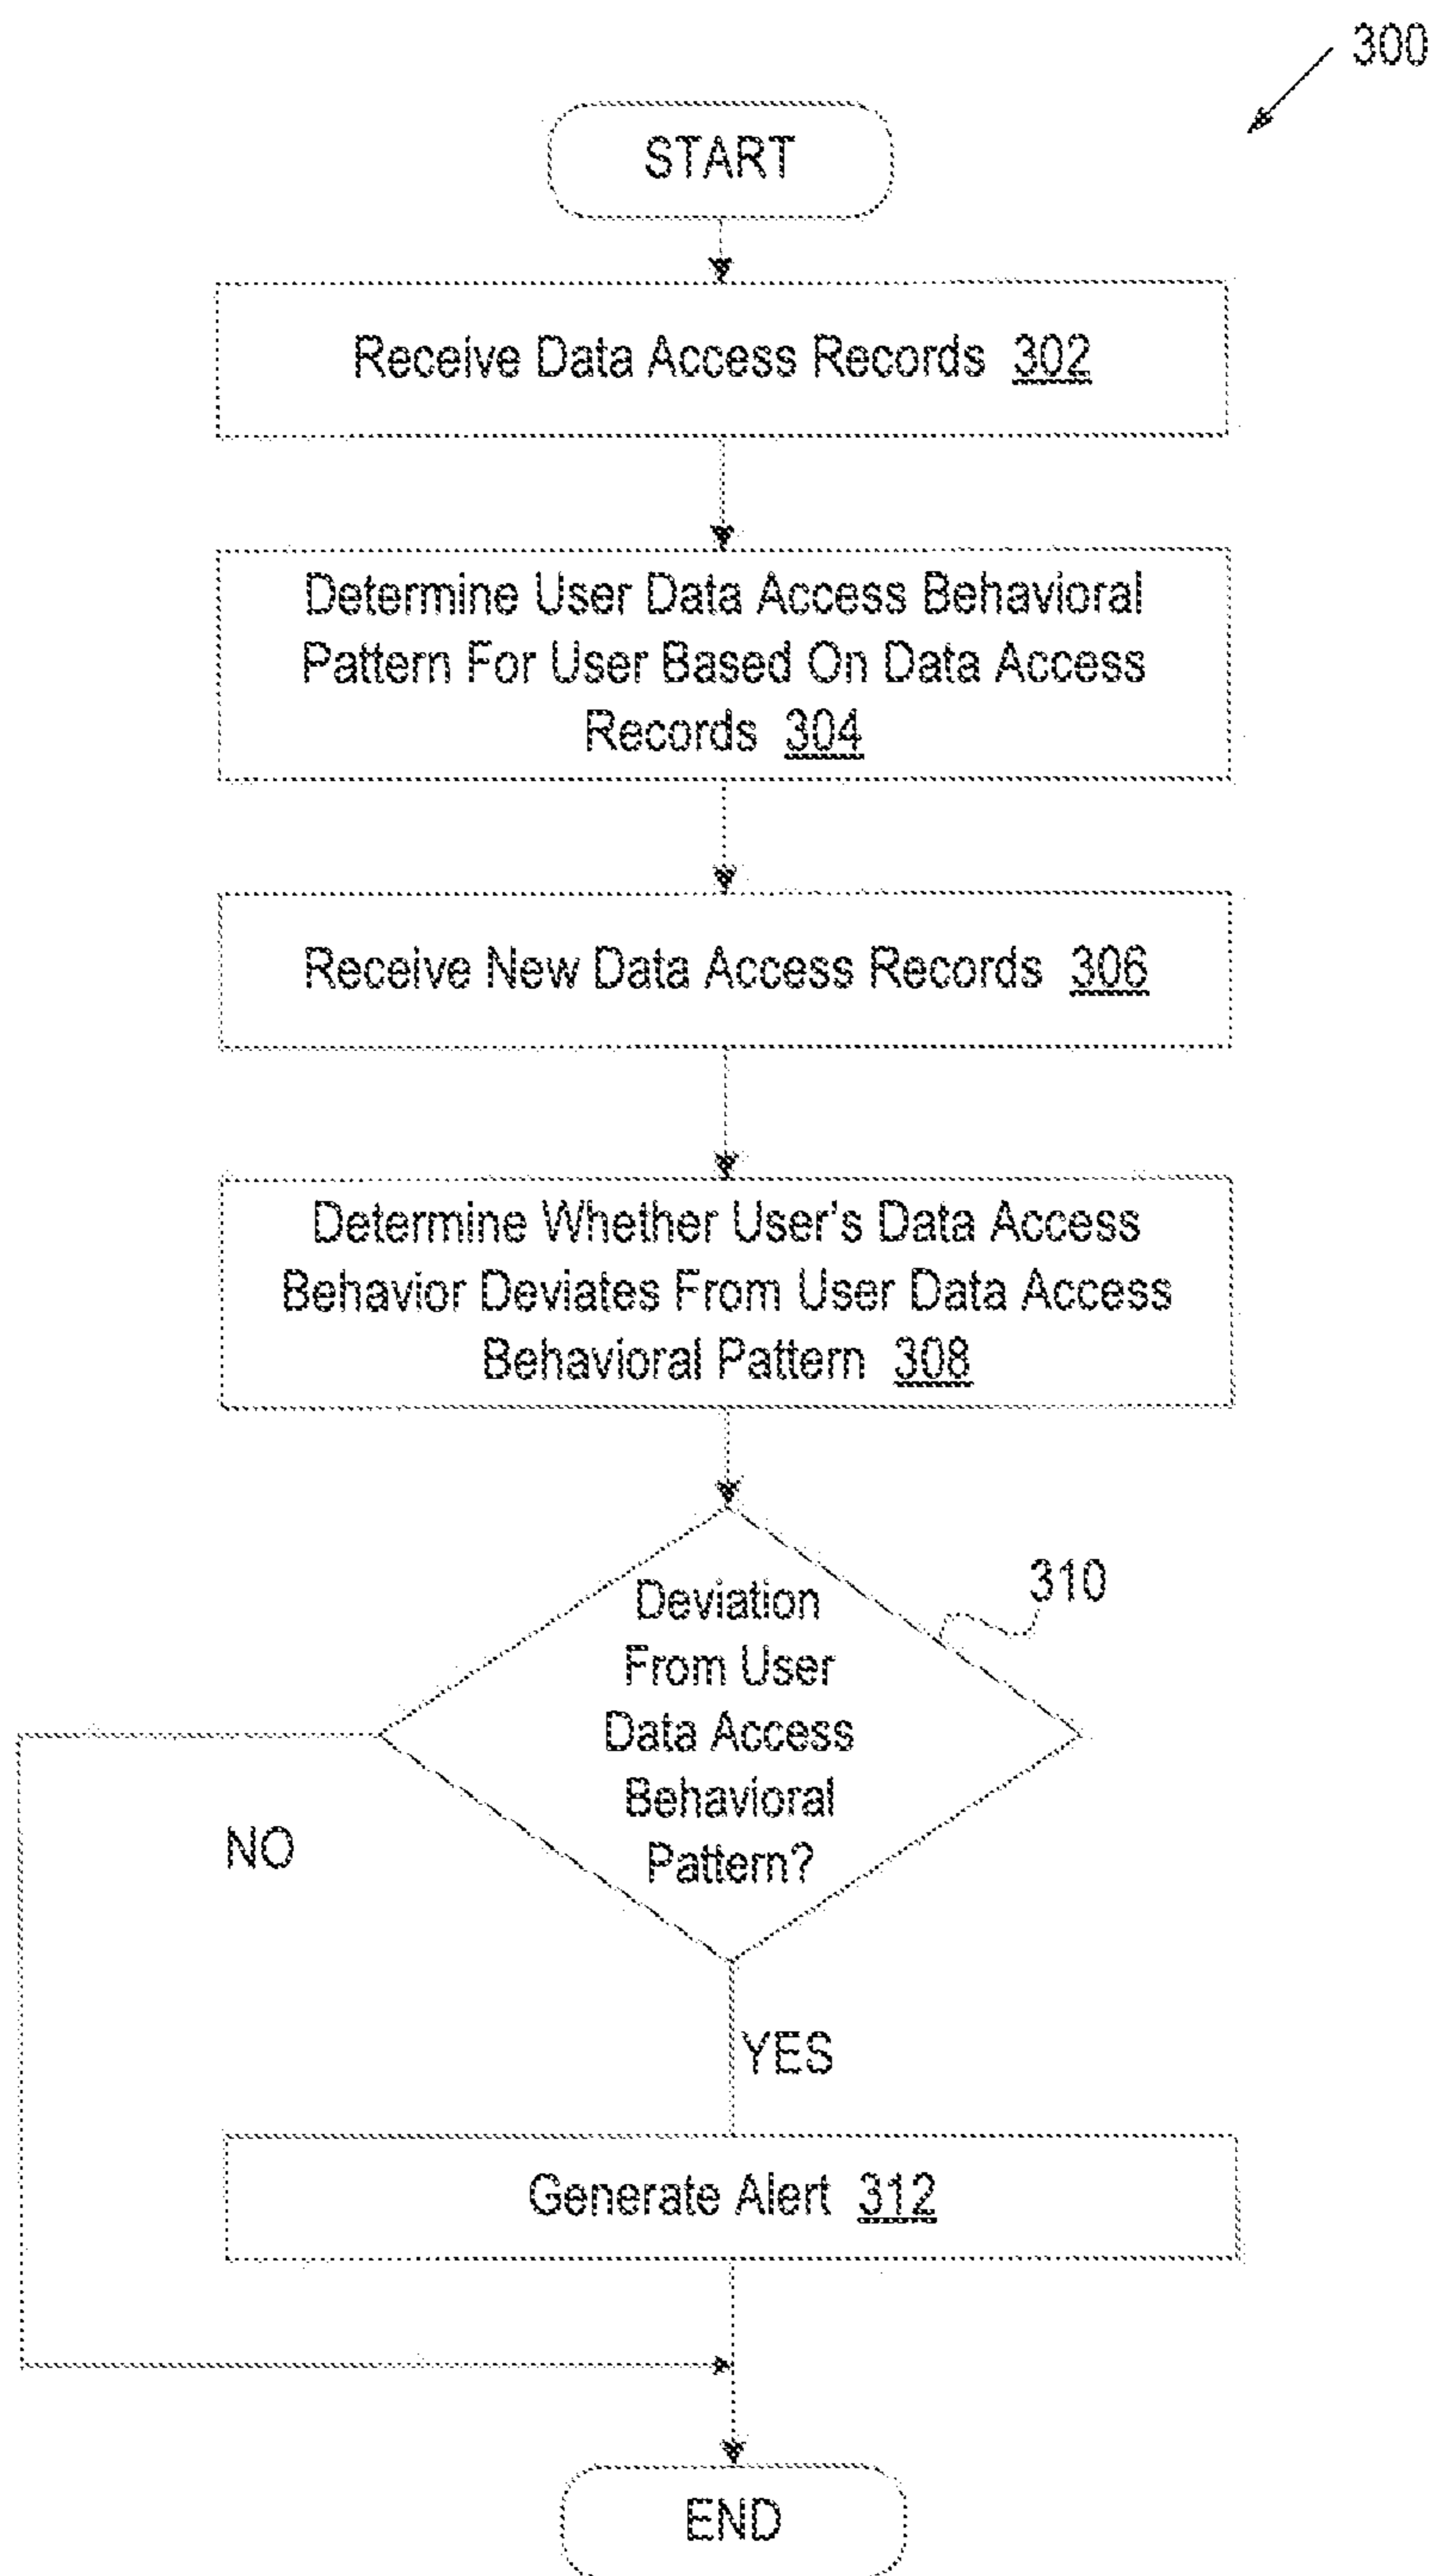 300
START
Receive Data Access Records 302
Determine User Data Access Behavioral
Pattern For User Based On Data Access
Records 304
Receive New Data Access Records 306
Determine Whether User's Data Access
Behavior Deviates From User Data Access
Behavioral Pattern 308
310
Deviation
From User
Data Access
Behavioral
Pattern?
NO
YES
Generate Alert 312
END